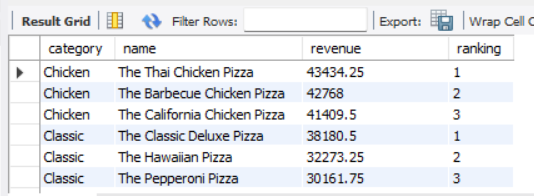 Result Grid Filter Rows: Export: Wrap Cell C
category name revenue ranking
Chicken The Thai Chicken Pizza 43434.25 1
Chicken The Barbecue Chicken Pizza 42768 2
Chicken The California Chicken Pizza 41409.5 3
Classic The Classic Deluxe Pizza 38180.5 1
Classic The Hawaiian Pizza 32273.25 2
Classic The Pepperoni Pizza 30161.75 3